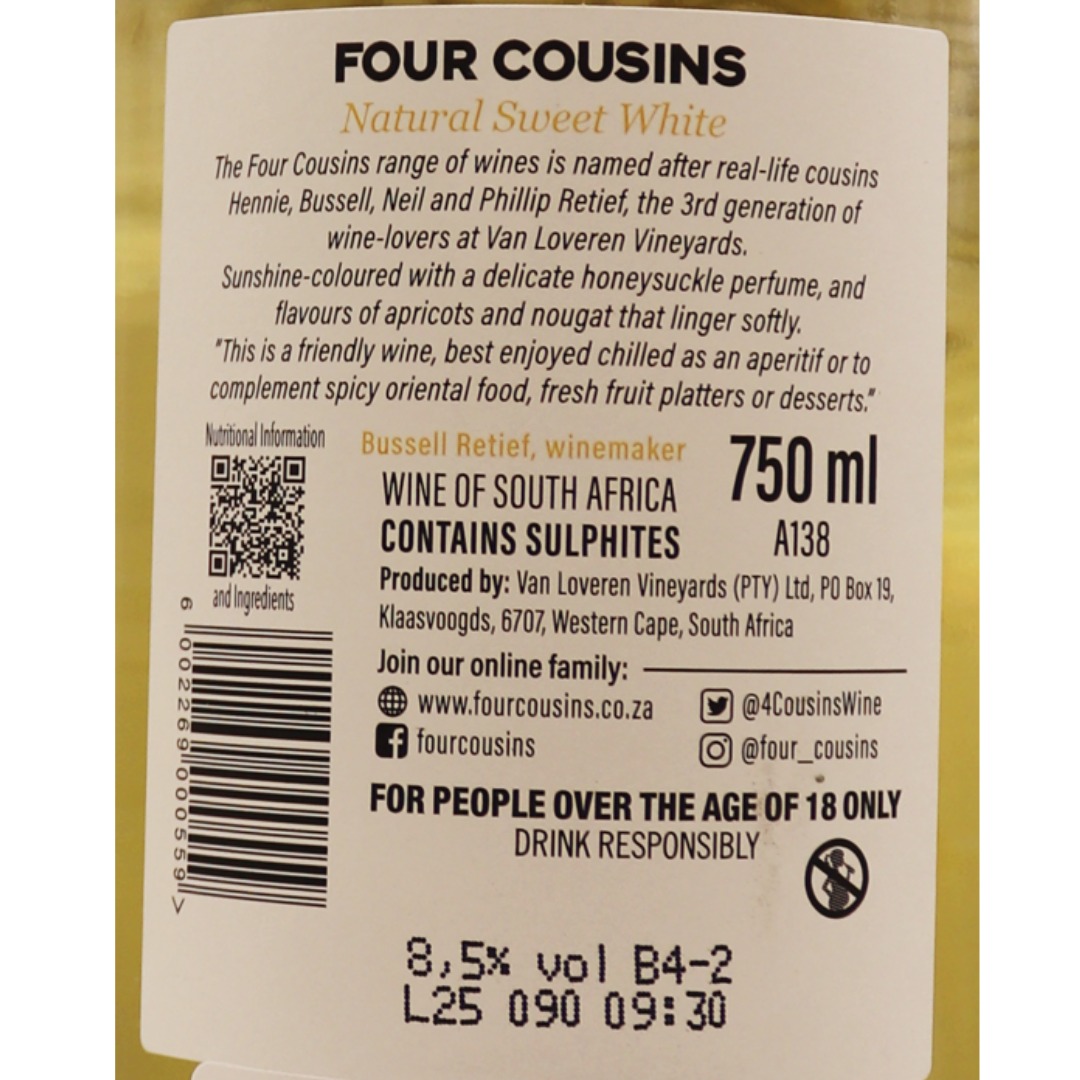 FOUR COUSINS
Natural Sweet White
The Four Cousins range of wines is named after real-life cousins
Hennie, Bussell, Neil and Phillip Retief, the 3rd generation of
wine-lovers at Van Loveren Vineyards.
Sunshine-coloured with a delicate honeysuckle perfume, and
flavours of apricots and nougat that linger softly.
"This is a friendly wine, best enjoyed chilled as an aperitif or to
complement spicy oriental food, fresh fruit platters or desserts."
Nutritional Information
and Ingredients
Bussell Retief, winemaker
WINE OF SOUTH AFRICA
CONTAINS SULPHITES
750 ml
A138
Produced by: Van Loveren Vineyards (PTY) Ltd, PO Box 19,
Klaasvoogds, 6707, Western Cape, South Africa
Join our online family:
www.fourcousins.co.za
@4CousinsWine
fourcousins
@four_cousins
FOR PEOPLE OVER THE AGE OF 18 ONLY
DRINK RESPONSIBLY
6 002269 000559 >
8,5% vol B4-2
L25 090 09:30